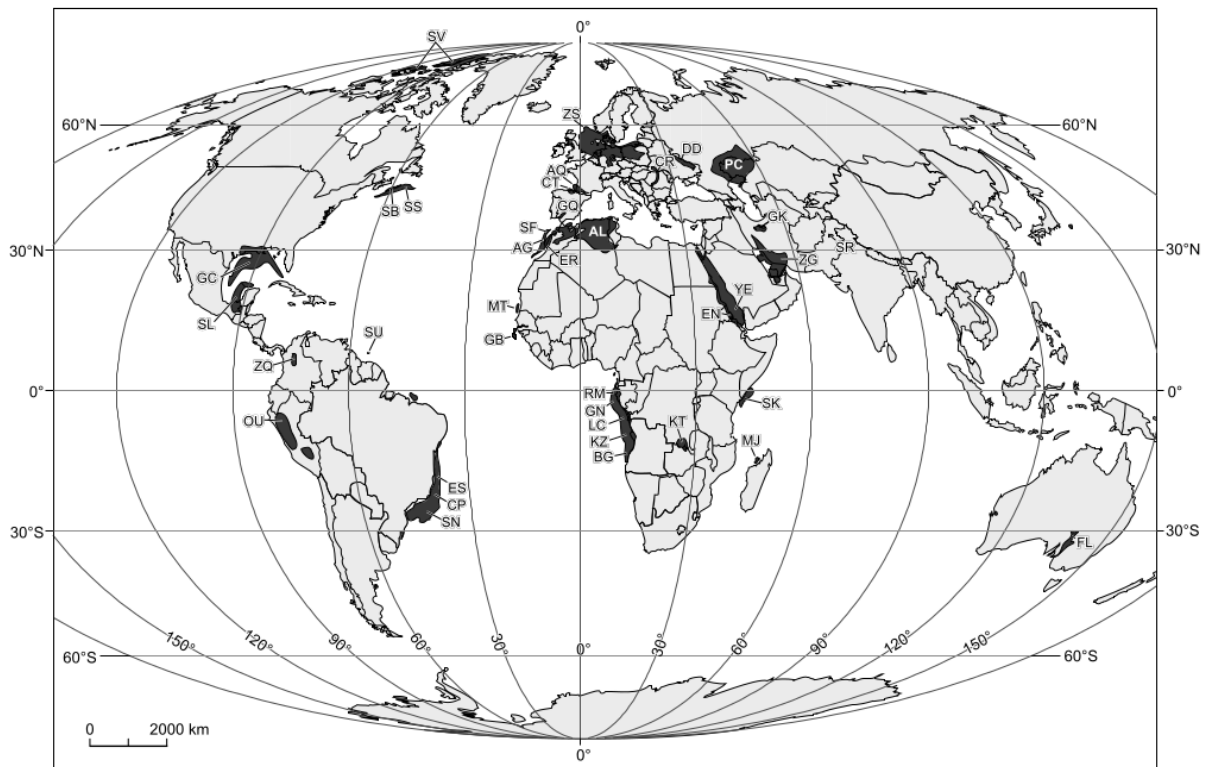 0°
SV
60°N
60°N
ZS
DD
CR
PC
AQ
CT
GQ
SB
SS
GK
SF
AL
SR
30°N
AG
ER
ZG
30°N
GC
YE
MT
EN
SL
GB
SU
ZQ
0°
0°
RM
SK
GN
OU
LC
KT
KZ
MJ
BG
ES
CP
SN
30°S
30°S
FL
150°
120°
90°
60°
30°
0°
30°
60°
90°
120°
150°
60°S
60°S
0 2000 km
0°